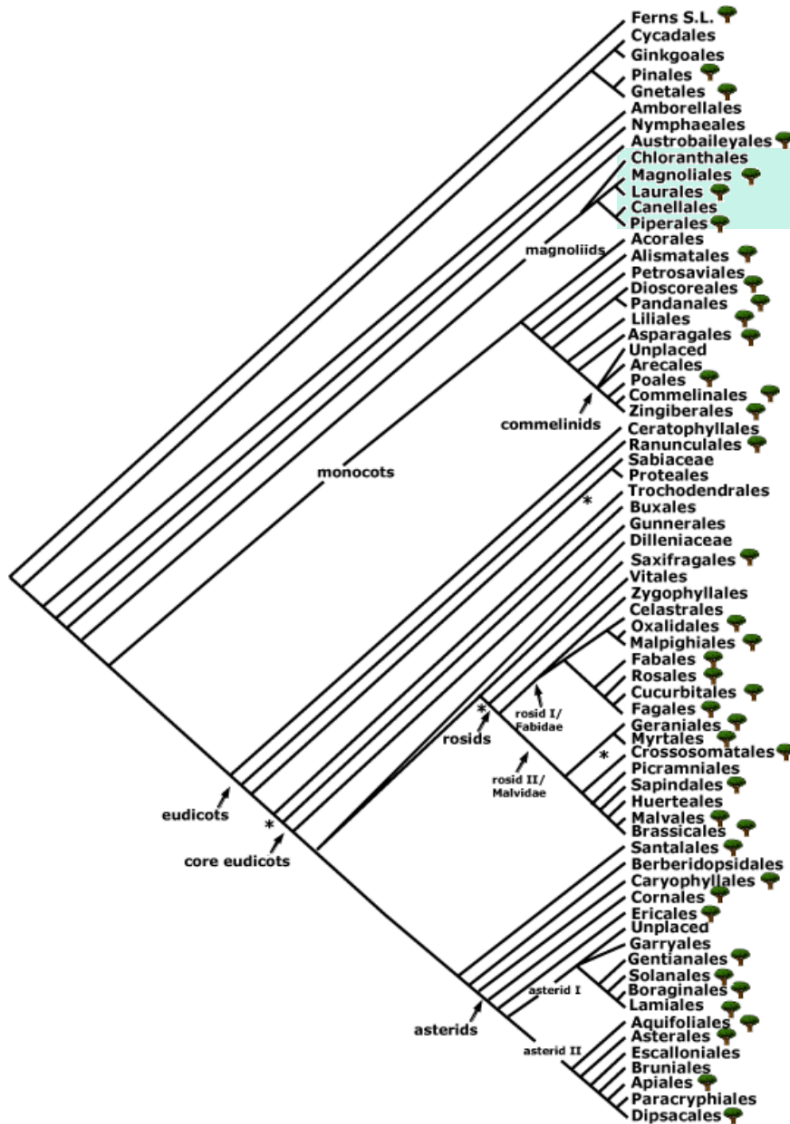 Ferns S.L.
Cycadales
Ginkgoales
Pinales
Gnetales
Amborellales
Nymphaeales
Austrobaileyales
Chloranthales
Magnoliales
Laurales
Canellales
Piperales
magnoliids
Acorales
Alismatales
Petrosaviales
Dioscoreales
Pandanales
Liliales
Asparagales
Unplaced
Arecales
Poales
Commelinales
Zingiberales
commelinids
monocots
Ceratophyllales
Ranunculales
Sabiaceae
Proteales
*
Trochodendrales
Buxales
Gunnerales
Dilleniaceae
Saxifragales
Vitales
Zygophyllales
Celastrales
Oxalidales
Malpighiales
Fabales
Rosales
Cucurbitales
Fagales
rosid I/
Fabidae
*
rosids
Geraniales
Myrtales
Crossosomatales
*
Picramniales
Sapindales
Huerteales
Malvales
Brassicales
rosid II/
Malvidae
eudicots
*
core eudicots
Santalales
Berberidopsidales
Caryophyllales
Cornales
Ericales
Unplaced
Garryales
Gentianales
Solanales
Boraginales
Lamiales
asterid I
asterids
Aquifoliales
Asterales
Escalloniales
Bruniales
Apiales
Paracryphiales
Dipsacales
asterid II